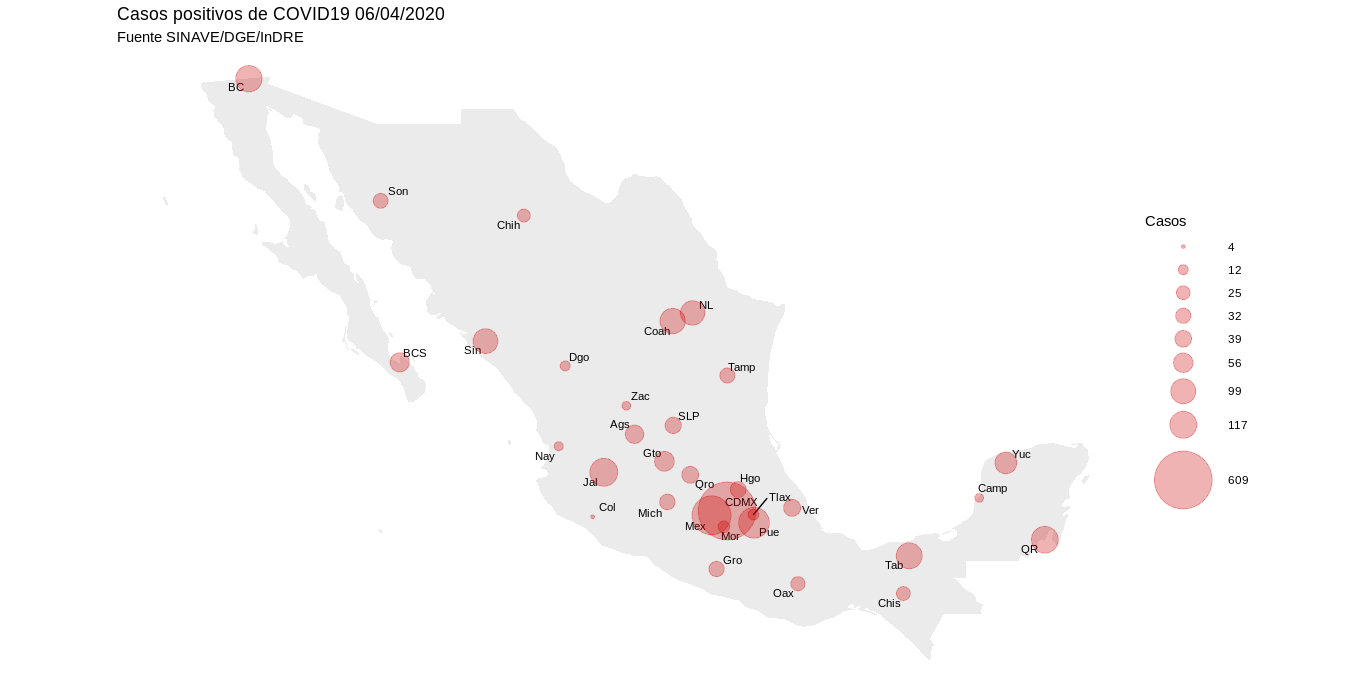 Casos positivos de COVID19 06/04/2020
Fuente SINAVE/DGE/InDRE
BC
Son
Chih
Casos
4
12
25
32
39
56
99
117
609
NL
Coah
Sin
BCS
Dgo
Tamp
Zac
SLP
Ags
Nay
Gto
Jal
Qro
Hgo
Yuc
Camp
CDMX
Tlax
Col
Mich
Ver
Mex
Mor
Pue
QR
Gro
Tab
Oax
Chis